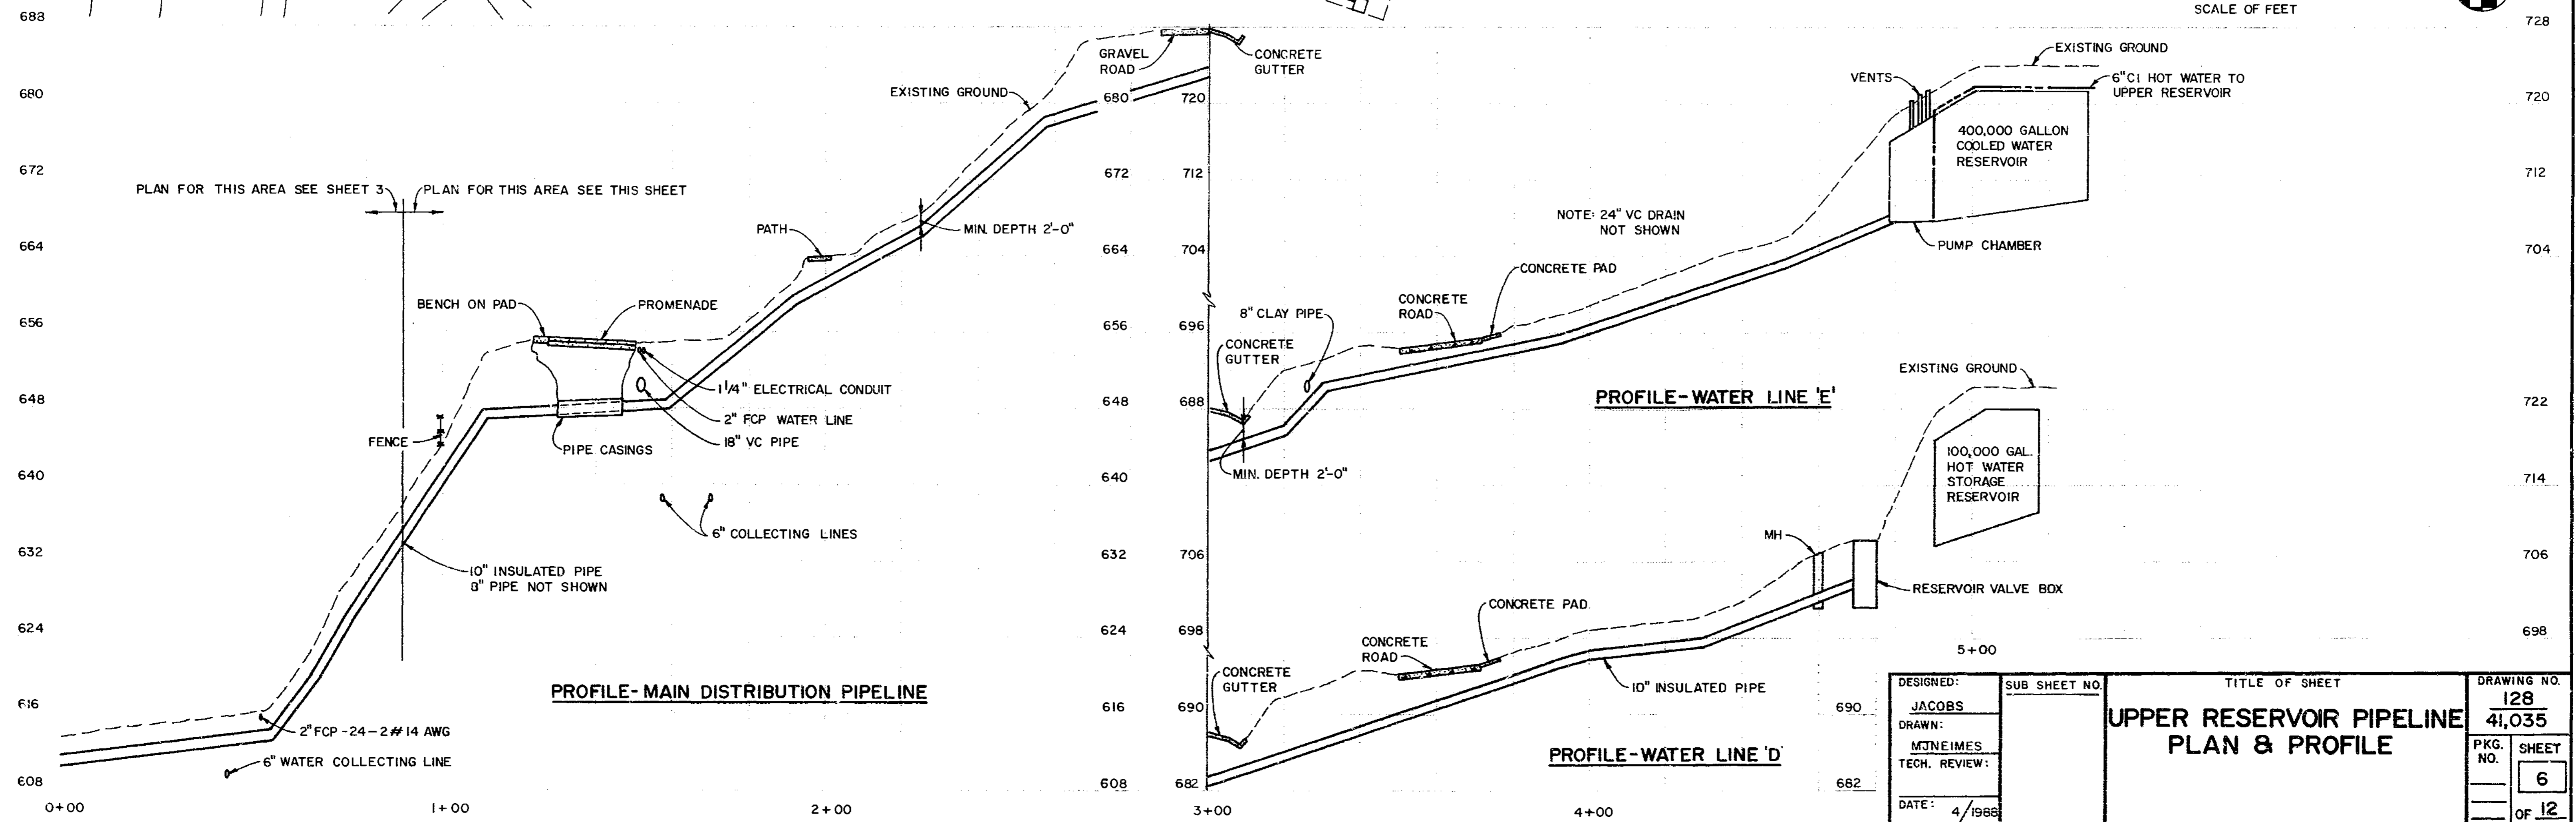 SCALE OF FEET
688
680
672
664
656
648
640
632
624
616
608
0+00
1+00
2+00
3+00
4+00
5+00
PLAN FOR THIS AREA SEE SHEET 3
PLAN FOR THIS AREA SEE THIS SHEET
EXISTING GROUND
GRAVEL
ROAD
CONCRETE
GUTTER
PATH
MIN. DEPTH 2'-0"
BENCH ON PAD
PROMENADE
1 1/4" ELECTRICAL CONDUIT
2" FCP WATER LINE
18" VC PIPE
FENCE
PIPE CASINGS
6" COLLECTING LINES
10" INSULATED PIPE
8" PIPE NOT SHOWN
2" FCP-24-2#14 AWG
6" WATER COLLECTING LINE
PROFILE-MAIN DISTRIBUTION PIPELINE
680
672
664
656
648
640
632
624
616
608
720
712
704
696
688
706
698
690
682
VENTS
EXISTING GROUND
6" CI HOT WATER TO
UPPER RESERVOIR
400,000 GALLON
COOLED WATER
RESERVOIR
NOTE: 24" VC DRAIN
NOT SHOWN
PUMP CHAMBER
CONCRETE PAD
CONCRETE
ROAD
8" CLAY PIPE
CONCRETE
GUTTER
MIN. DEPTH 2'-0"
PROFILE-WATER LINE 'E'
728
720
712
704
EXISTING GROUND
100,000 GAL.
HOT WATER
STORAGE
RESERVOIR
MH
RESERVOIR VALVE BOX
CONCRETE PAD
CONCRETE
ROAD
CONCRETE
GUTTER
10" INSULATED PIPE
PROFILE-WATER LINE 'D'
722
714
706
698
690
682
DESIGNED:
JACOBS
DRAWN:
MJNEIMES
TECH. REVIEW:
DATE: 4/1988
SUB SHEET NO.
TITLE OF SHEET
UPPER RESERVOIR PIPELINE
PLAN & PROFILE
DRAWING NO.
128
41,035
PKG.
NO.
SHEET
6
OF 12